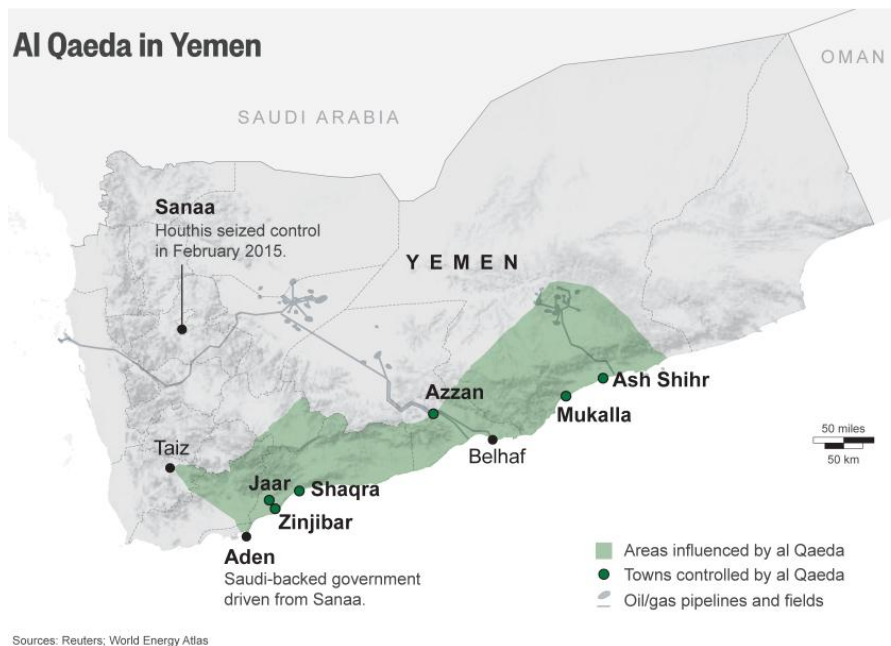 Al Qaeda in Yemen
OMAN
SAUDI ARABIA
Sanaa
Houthis seized control
in February 2015.
YEMEN
Azzan
Ash Shihr
Mukalla
50 miles
50 km
Taiz
Belhaf
Jaar
Shaqra
Zinjibar
Aden
Saudi-backed government
driven from Sanaa.
Areas influenced by al Qaeda
Towns controlled by al Qaeda
Oil/gas pipelines and fields
Sources: Reuters; World Energy Atlas